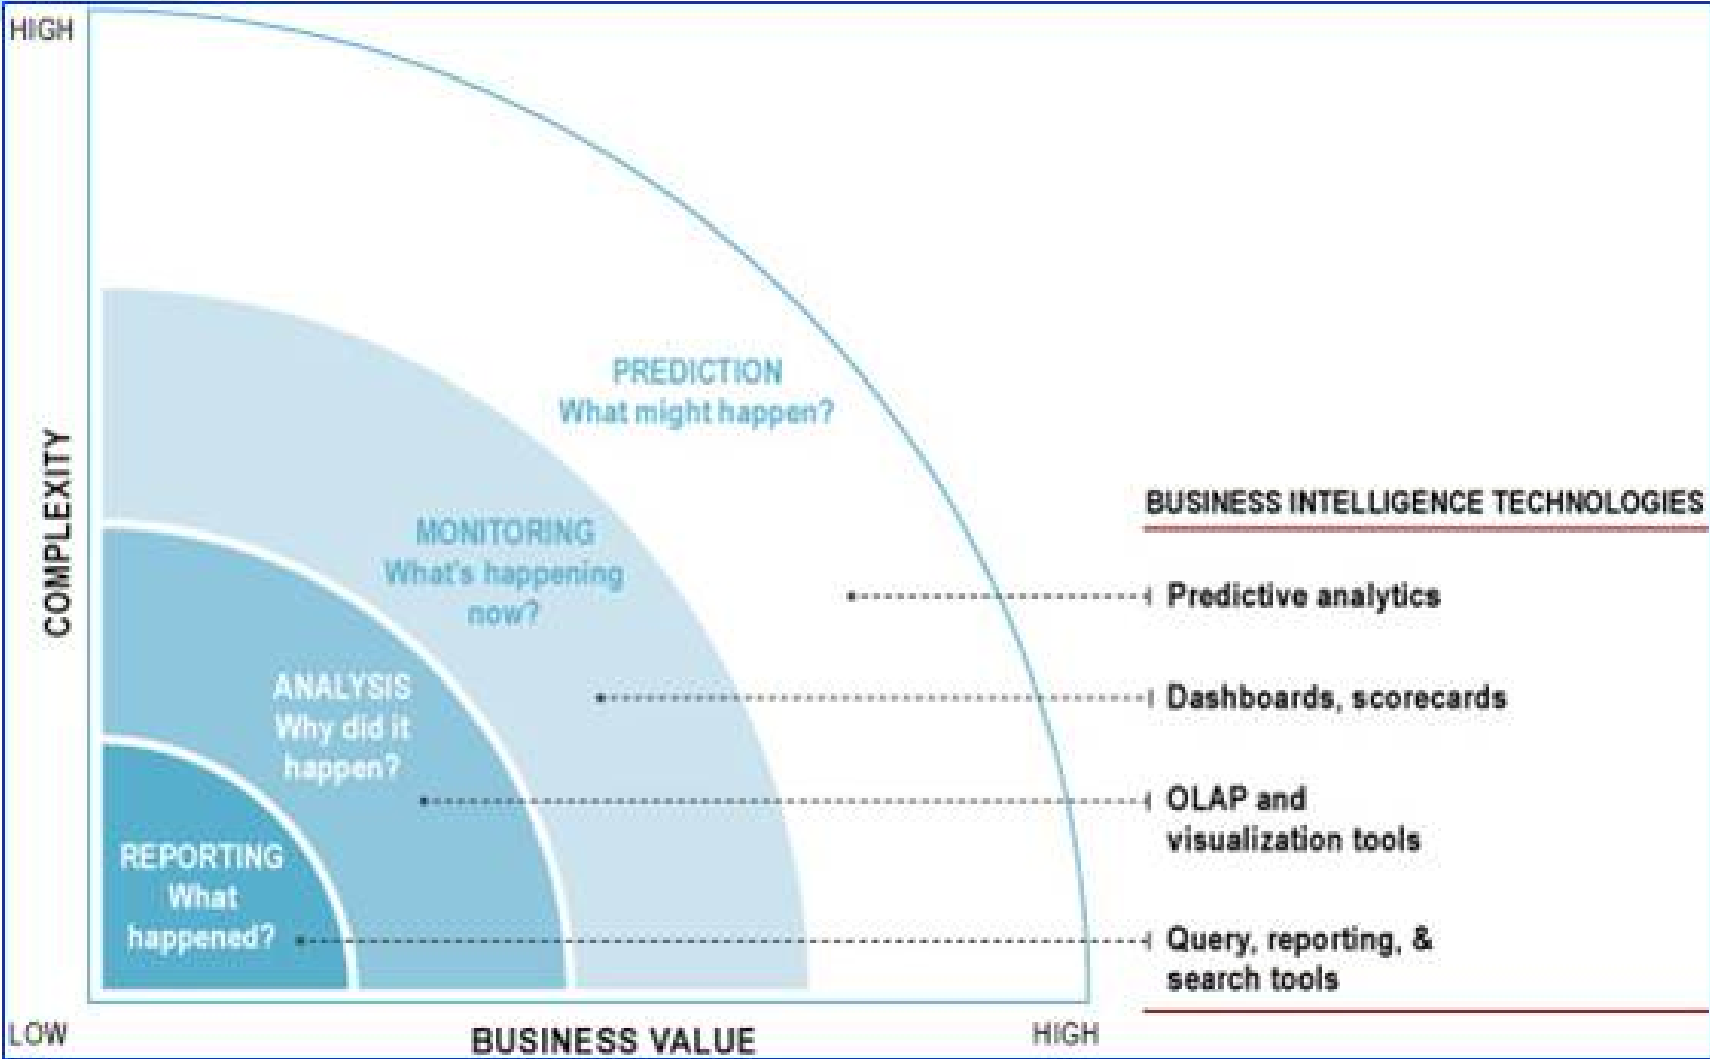 HIGH
PREDICTION
What might happen?
COMPLEXITY
MONITORING
What's happening
now?
ANALYSIS
Why did it
happen?
REPORTING
What
happened?
BUSINESS INTELLIGENCE TECHNOLOGIES
Predictive analytics
Dashboards, scorecards
OLAP and
visualization tools
Query, reporting, &
search tools
LOW
BUSINESS VALUE
HIGH